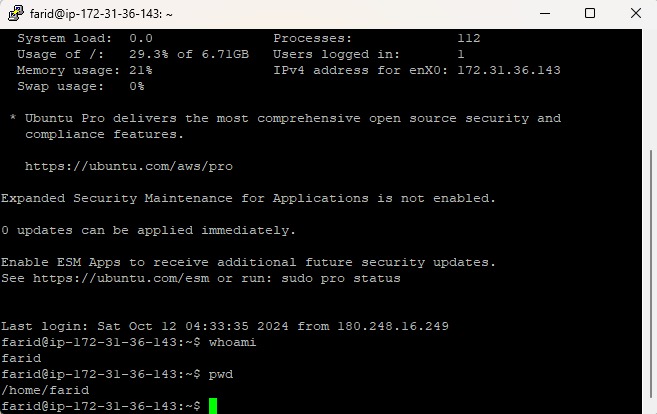 farid@ip-172-31-36-143: ~
System load:  0.0                Processes:               112
Usage of /:   29.3% of 6.71GB   Users logged in:         1
Memory usage: 21%               IPv4 address for enX0: 172.31.36.143
Swap usage:   0%
* Ubuntu Pro delivers the most comprehensive open source security and
compliance features.
https://ubuntu.com/aws/pro
Expanded Security Maintenance for Applications is not enabled.
0 updates can be applied immediately.
Enable ESM Apps to receive additional future security updates.
See https://ubuntu.com/esm or run: sudo pro status
Last login: Sat Oct 12 04:33:35 2024 from 180.248.16.249
farid@ip-172-31-36-143:~$ whoami
farid
farid@ip-172-31-36-143:~$ pwd
/home/farid
farid@ip-172-31-36-143:~$